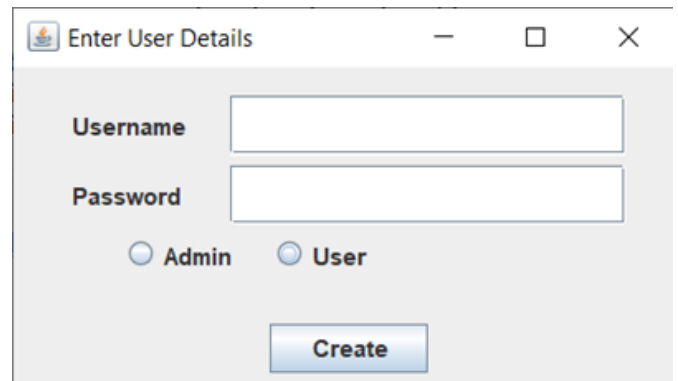 Enter User Details
Username
Password
Admin User
Create